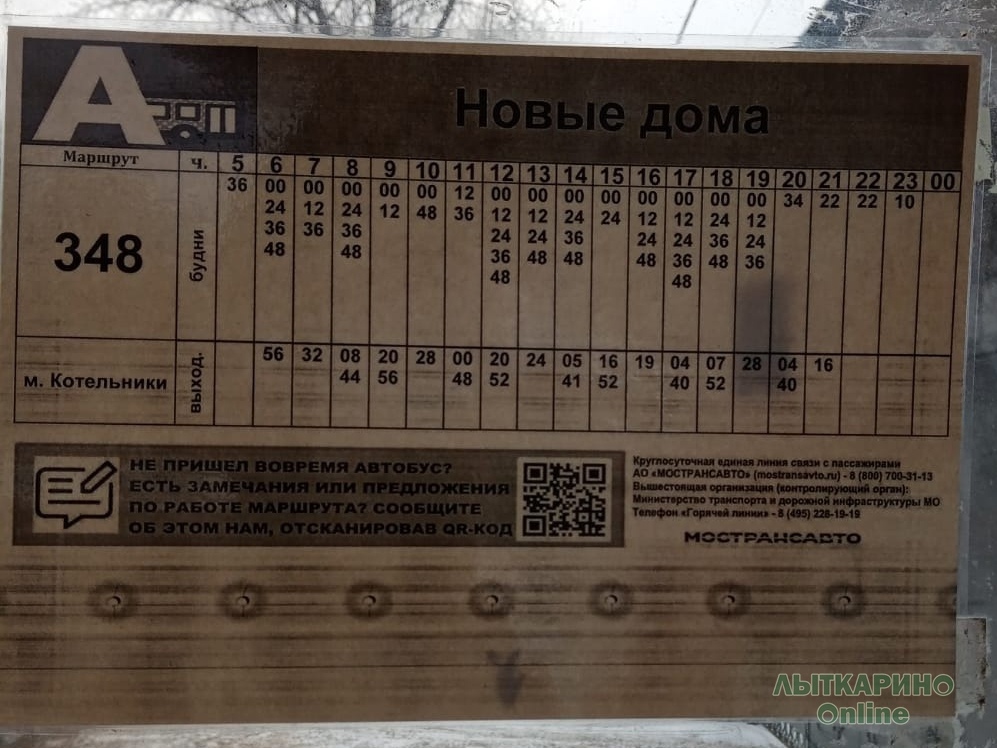 А
Новые дома
Маршрут ч. 5 6 7 8 9 10 11 12 13 14 15 16 17 18 19 20 21 22 23 00
348 будни
36 00 00 00 00 00 12 00 00 00 00 00 00 00 00 34 22 22 10
24 12 24 12 48 36 12 12 24 24 12 12 24 12
36 36 36 24 24 36 24 24 36 24
48 48 36 48 48 48 36 48 36
48 48
м. Котельники выход.
56 32 08 20 28 00 20 24 05 16 19 04 07 28 04 16
44 56 48 52 41 52 40 52 40
НЕ ПРИШЕЛ ВОВРЕМЯ АВТОБУС?
ЕСТЬ ЗАМЕЧАНИЯ ИЛИ ПРЕДЛОЖЕНИЯ
ПО РАБОТЕ МАРШРУТА? СООБЩИТЕ
ОБ ЭТОМ НАМ, ОТСКАНИРОВАВ QR-КОД
Круглосуточная единая линия связи с пассажирами
АО «МОСТРАНСАВТО» (mostransavto.ru) - 8 (800) 700-31-13
Вышестоящая организация (контролирующий орган):
Министерство транспорта и дорожной инфраструктуры МО
Телефон «Горячей линии» - 8 (495) 228-19-19
МОСТРАНСАВТО
ЛЫТКАРИНО
Online